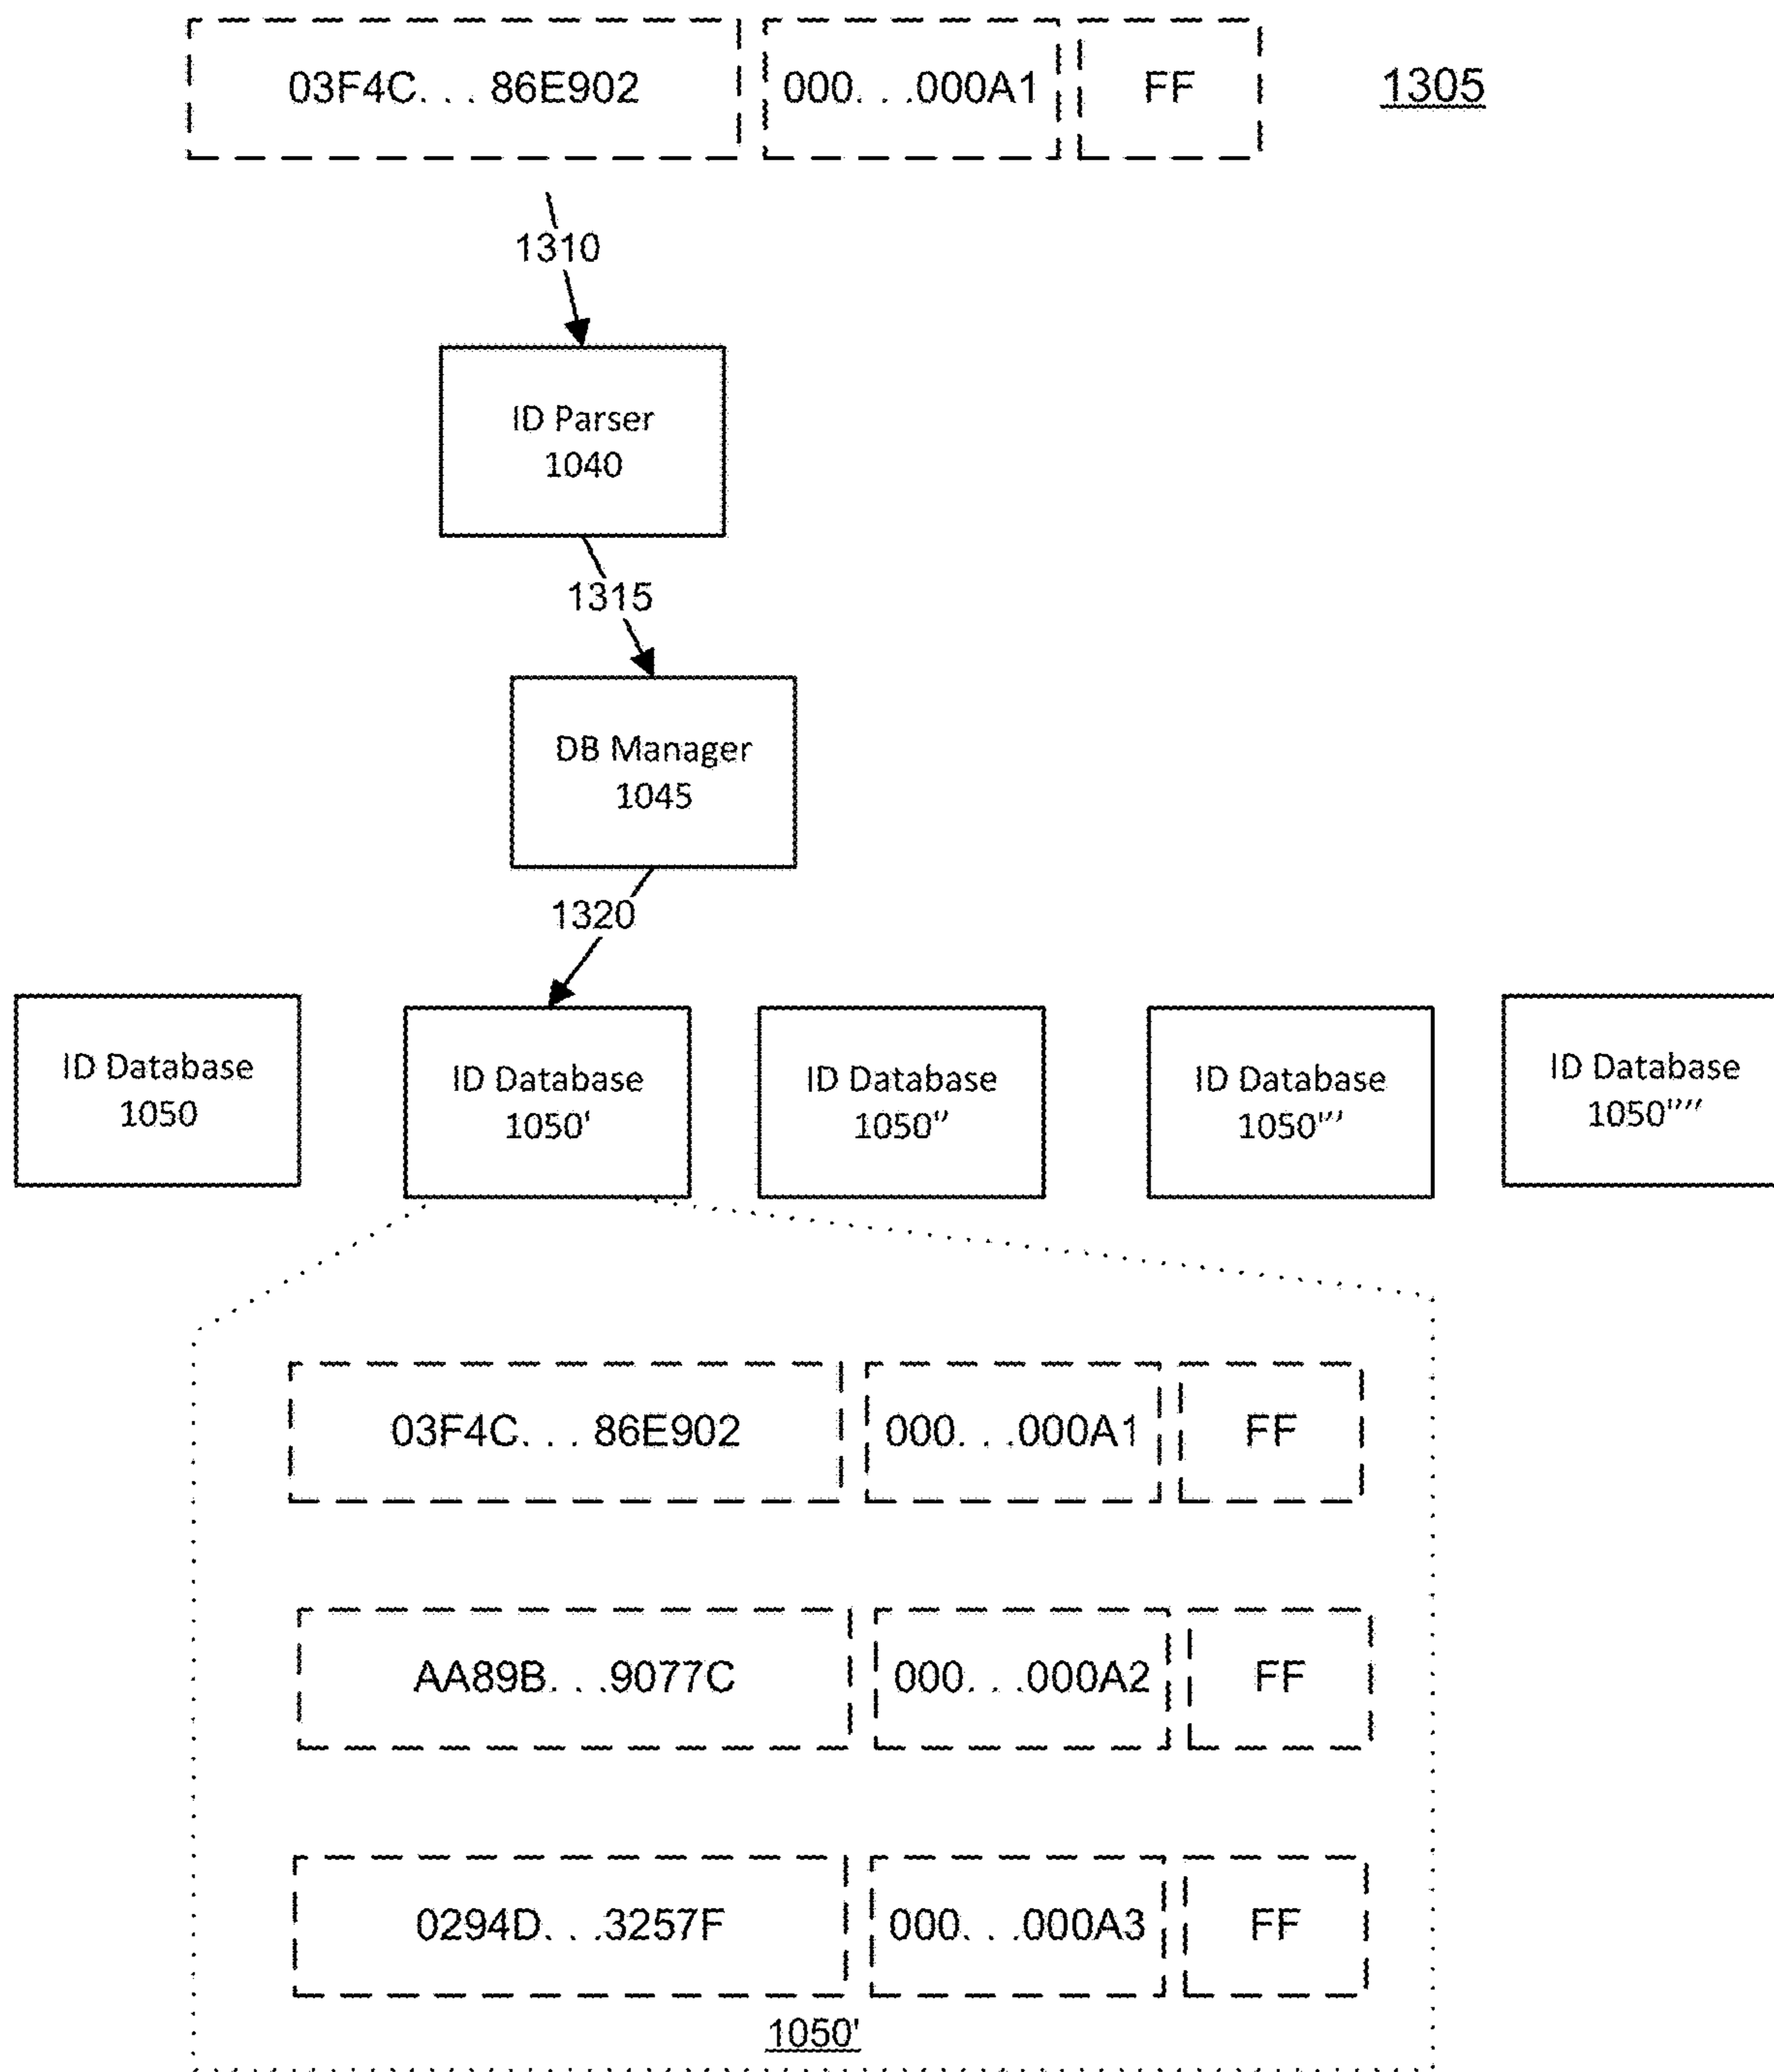 03F4C. . . 86E902 000. . .000A1 FF 1305
1310
ID Parser
1040
1315
DB Manager
1045
1320
ID Database
1050
ID Database
1050'
ID Database
1050''
ID Database
1050'''
ID Database
1050''''
03F4C. . . 86E902 000. . .000A1 FF
AA89B. . .9077C 000. . .000A2 FF
0294D. . .3257F 000. . .000A3 FF
1050'